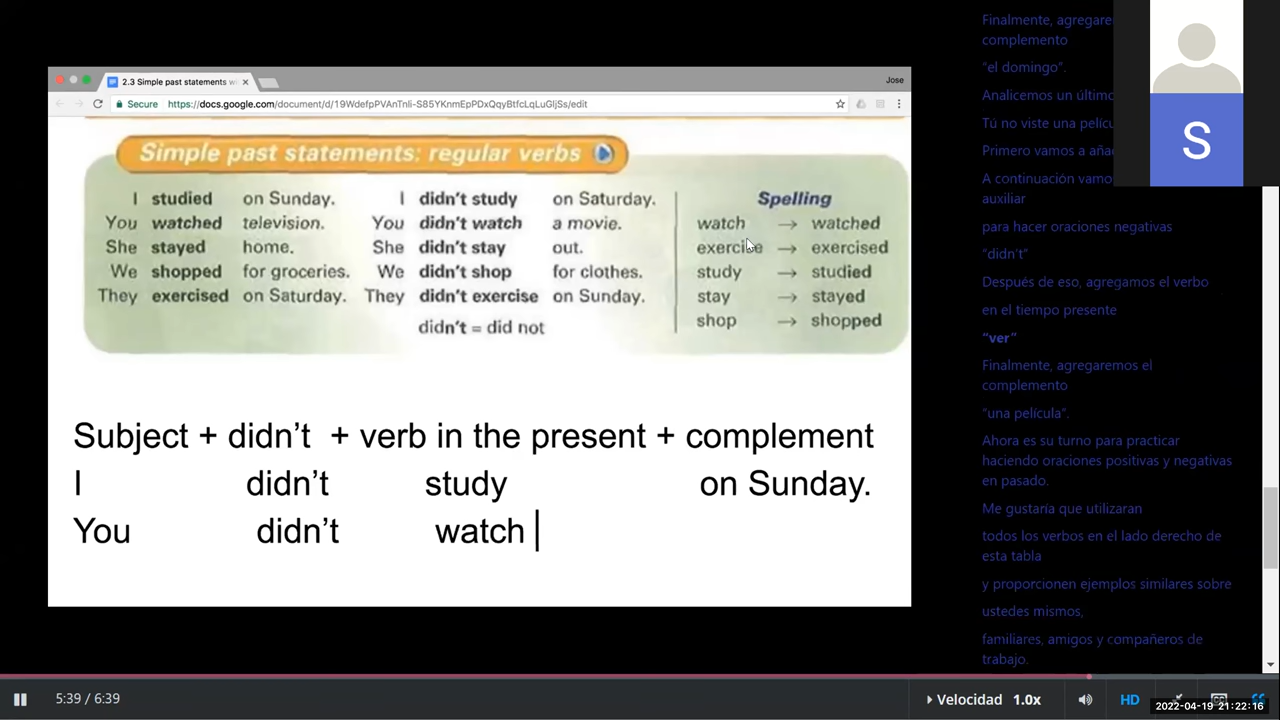 2.3 Simple past statements w
Jose
Secure https://docs.google.com/document/d/19WdefpPVAnTnli-S85YKnmEpPDxQqyBtfcLqLuGljSs/edit
Simple past statements: regular verbs
I studied on Sunday. I didn't study on Saturday. Spelling
You watched television. You didn't watch a movie. watch → watched
She stayed home. She didn't stay out. exercise → exercised
We shopped for groceries. We didn't shop for clothes. study → studied
They exercised on Saturday. They didn't exercise on Sunday. stay → stayed
didn't = did not shop → shopped
Subject + didn't + verb in the present + complement
I didn't study on Sunday.
You didn't watch
Finalmente,
complemento
"el domingo".
Analicemos un último
Tú no viste una
Primero vamos a
A continuación
auxiliar
para hacer oraciones negativas
"didn't"
Después de eso, agregamos el verbo
en el tiempo presente
"ver"
Finalmente, agregaremos el
complemento
"una película".
Ahora es su turno para practicar
haciendo oraciones positivas y negativas
en pasado.
Me gustaría que utilizaran
todos los verbos en el lado derecho de
esta tabla
y proporcionen ejemplos similares sobre
ustedes mismos,
familiares, amigos y compañeros de
trabajo.
S
5:39 / 6:39
Velocidad 1.0x
HD
2022-04-19 21:22:16